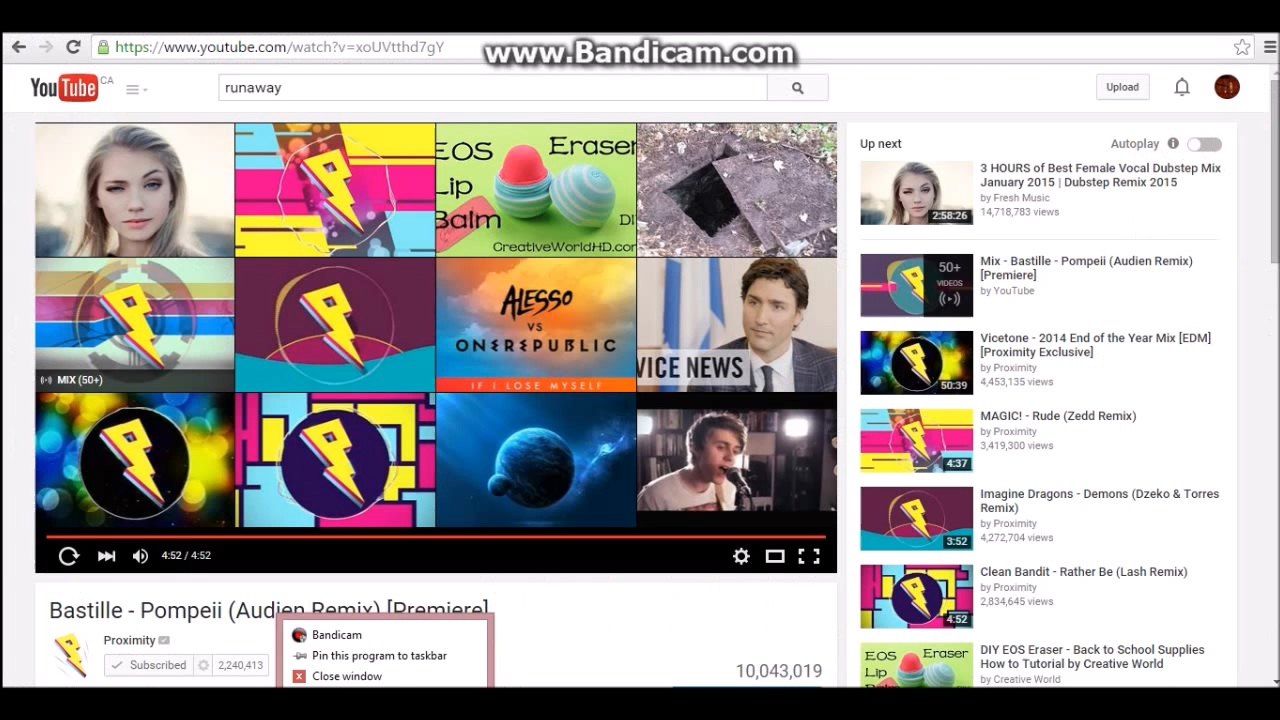 https://www.youtube.com/watch?v=xoUVtthd7gY
www.Bandicam.com
YouTube CA
runaway
Upload
EOS Eraser
Lip
Balm DI
CreativeWorldHD.com
MIX (50+)
ALESSO
VS
ONEREPUBLIC
IF I LOSE MYSELF
VICE NEWS
4:52 / 4:52
Bastille - Pompeii (Audien Remix) [Premiere]
Proximity
Subscribed 2,240,413
10,043,019
Bandicam
Pin this program to taskbar
Close window
Up next
Autoplay
3 HOURS of Best Female Vocal Dubstep Mix
January 2015 | Dubstep Remix 2015
by Fresh Music
14,718,783 views
2:58:26
Mix - Bastille - Pompeii (Audien Remix)
[Premiere]
by YouTube
50+
VIDEOS
Vicetone - 2014 End of the Year Mix [EDM]
[Proximity Exclusive]
by Proximity
4,453,135 views
50:39
MAGIC! - Rude (Zedd Remix)
by Proximity
3,419,300 views
4:37
Imagine Dragons - Demons (Dzeko & Torres
Remix)
by Proximity
4,272,704 views
3:52
Clean Bandit - Rather Be (Lash Remix)
by Proximity
2,834,645 views
4:52
DIY EOS Eraser - Back to School Supplies
How to Tutorial by Creative World
by Creative World
EOS Eraser
Lip